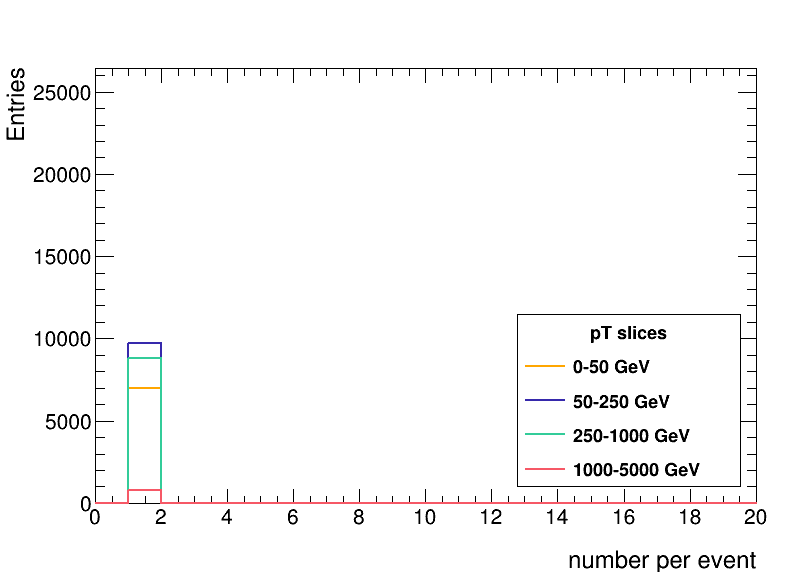 Entries
25000
20000
15000
10000
5000
0
pT slices
0-50 GeV
50-250 GeV
250-1000 GeV
1000-5000 GeV
0 2 4 6 8 10 12 14 16 18 20
number per event